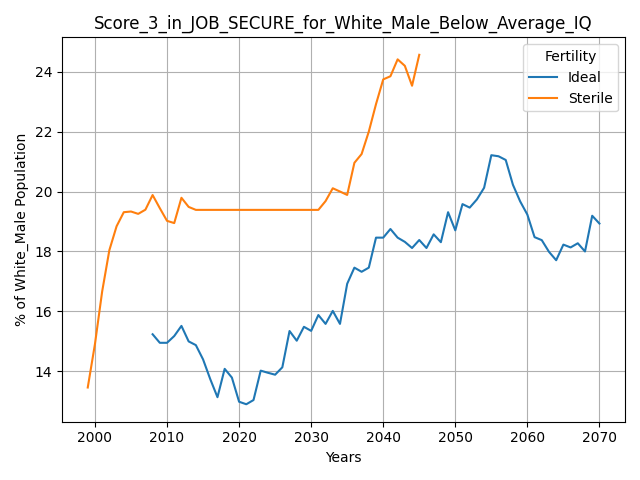 Score_3_in_JOB_SECURE_for_White_Male_Below_Average_IQ
Fertility
Ideal
Sterile
% of White_Male Population
24
22
20
18
16
14
2000 2010 2020 2030 2040 2050 2060 2070
Years